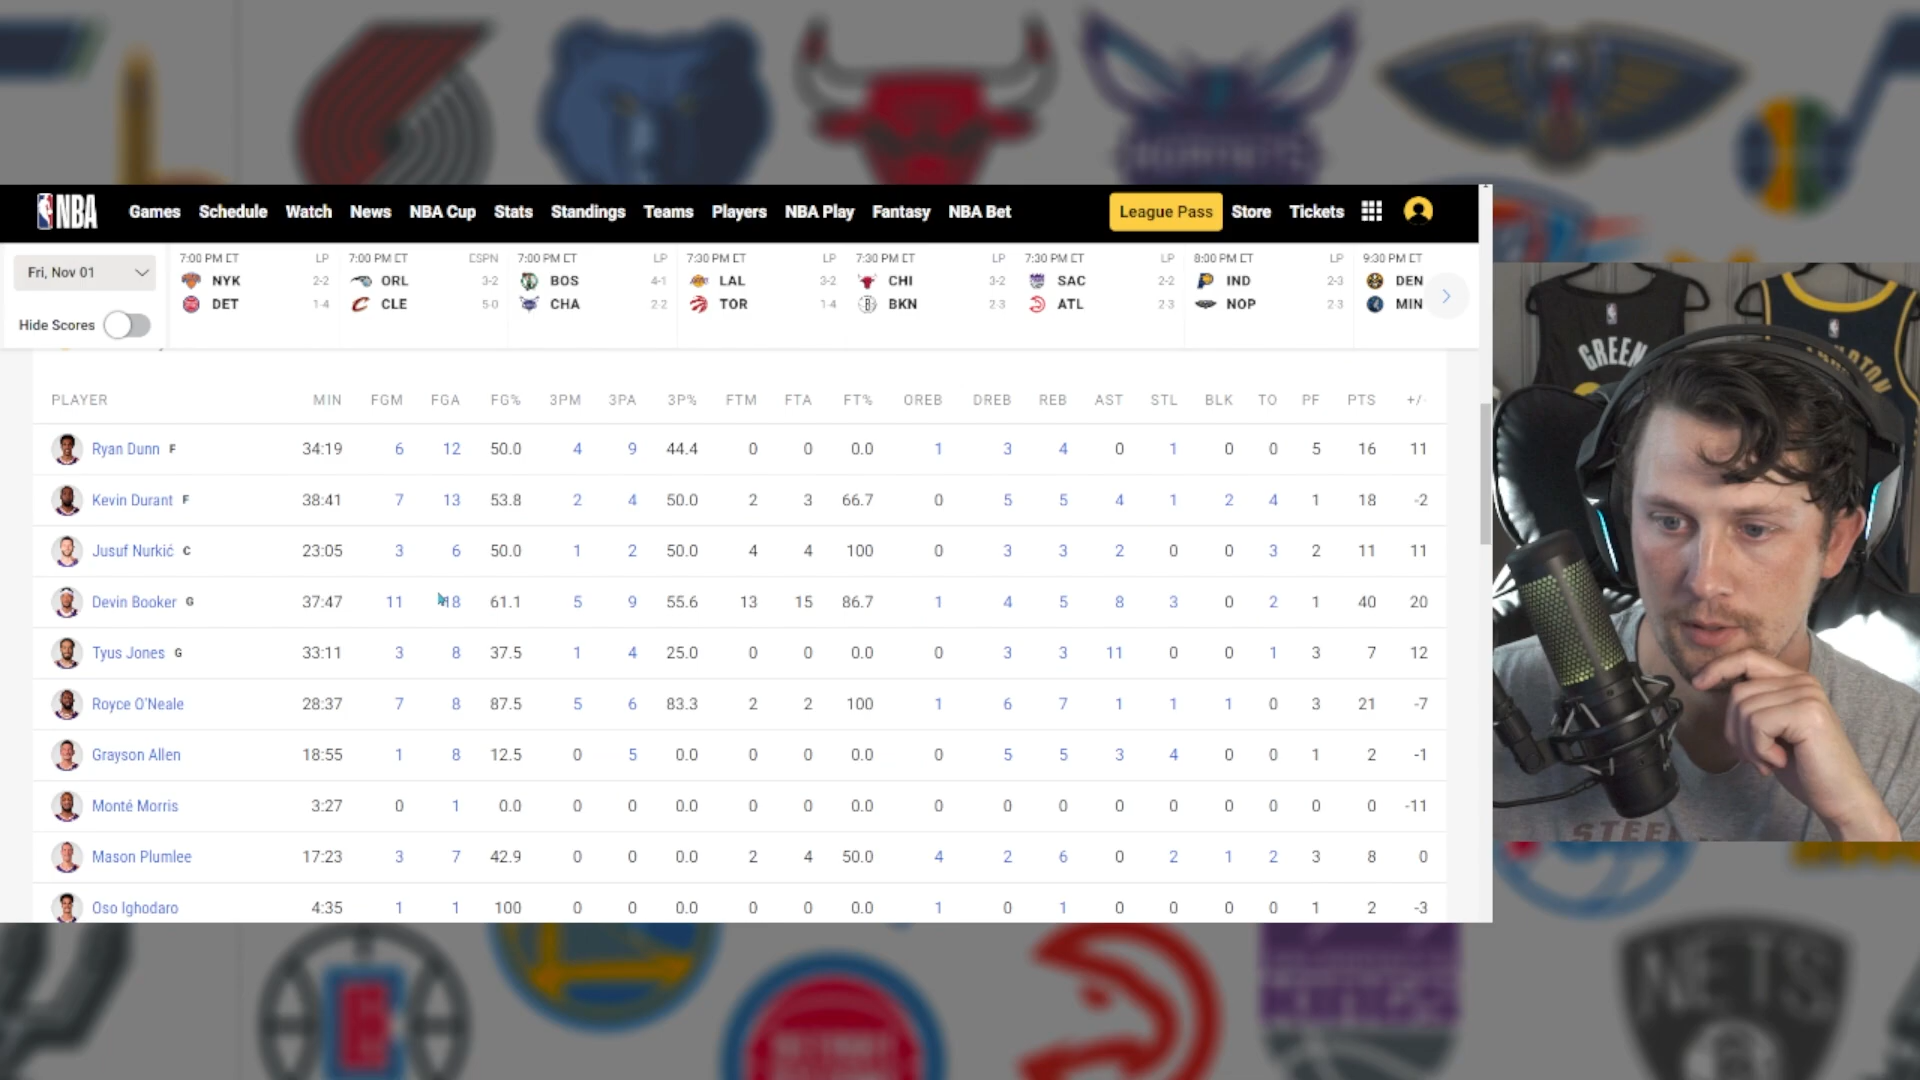 NBA Games Schedule Watch News NBA Cup Stats Standings Teams Players NBA Play Fantasy NBA Bet League Pass Store Tickets
Fri, Nov 01
Hide Scores
7:00 PM ET LP
NYK 2-2
DET 1-4
7:00 PM ET ESPN
ORL 3-2
CLE 5-0
7:00 PM ET LP
BOS 4-1
CHA 2-2
7:30 PM ET LP
LAL 3-2
TOR 1-4
7:30 PM ET LP
CHI 3-2
BKN 2-3
7:30 PM ET LP
SAC 2-2
ATL 2-3
8:00 PM ET LP
IND 2-3
NOP 2-3
9:30 PM ET
DEN
MIN
PLAYER MIN FGM FGA FG% 3PM 3PA 3P% FTM FTA FT% OREB DREB REB AST STL BLK TO PF PTS +/-
Ryan Dunn F 34:19 6 12 50.0 4 9 44.4 0 0 0.0 1 3 4 0 1 0 0 5 16 11
Kevin Durant F 38:41 7 13 53.8 2 4 50.0 2 3 66.7 0 5 5 4 1 2 4 1 18 -2
Jusuf Nurkić C 23:05 3 6 50.0 1 2 50.0 4 4 100 0 3 3 2 0 0 3 2 11 11
Devin Booker G 37:47 11 18 61.1 5 9 55.6 13 15 86.7 1 4 5 8 3 0 2 1 40 20
Tyus Jones G 33:11 3 8 37.5 1 4 25.0 0 0 0.0 0 3 3 11 0 0 1 3 7 12
Royce O'Neale 28:37 7 8 87.5 5 6 83.3 2 2 100 1 6 7 1 1 1 0 3 21 -7
Grayson Allen 18:55 1 8 12.5 0 5 0.0 0 0 0.0 0 5 5 3 4 0 0 1 2 -1
Monté Morris 3:27 0 1 0.0 0 0 0.0 0 0 0.0 0 0 0 0 0 0 0 0 0 -11
Mason Plumlee 17:23 3 7 42.9 0 0 0.0 2 4 50.0 4 2 6 0 2 1 2 3 8 0
Oso Ighodaro 4:35 1 1 100 0 0 0.0 0 0 0.0 1 0 1 0 0 0 0 1 2 -3
GREEN
NETS